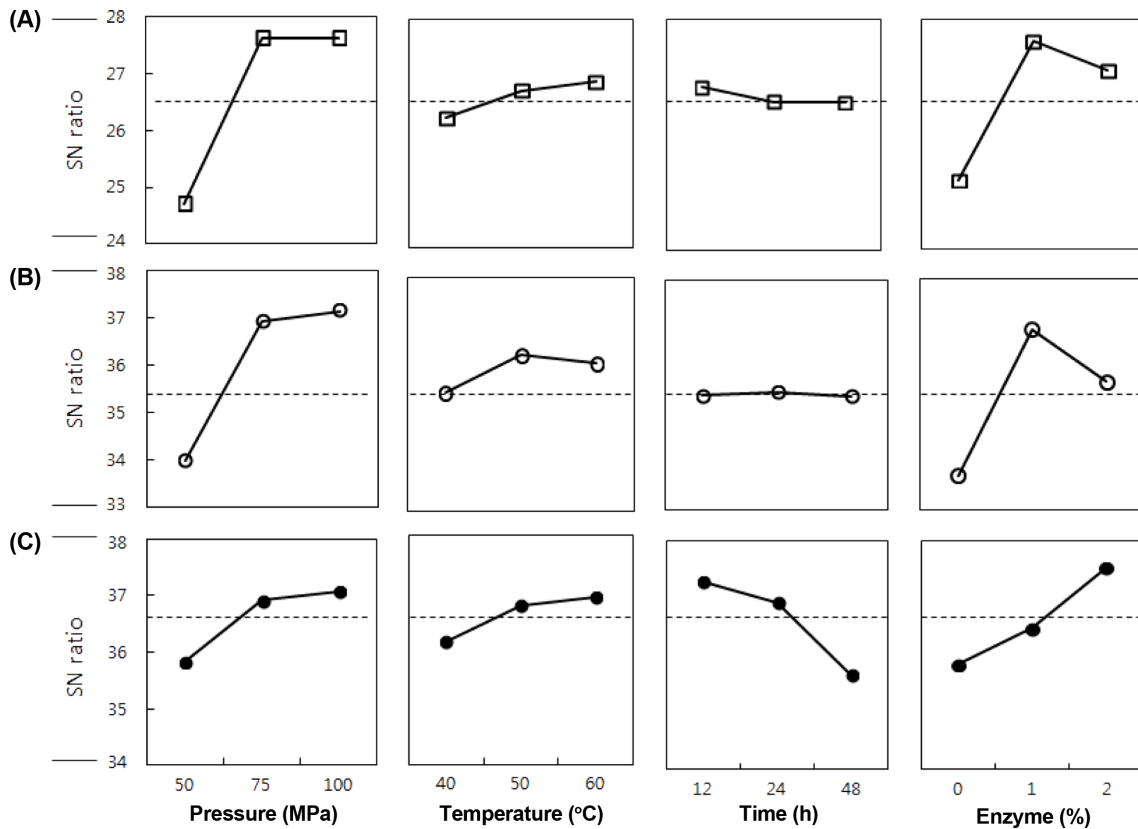 (A)
SN ratio
28
27
26
25
24
(B)
SN ratio
38
37
36
35
34
33
(C)
SN ratio
38
37
36
35
34
50 75 100
40 50 60
12 24 48
0 1 2
Pressure (MPa)
Temperature (ºC)
Time (h)
Enzyme (%)